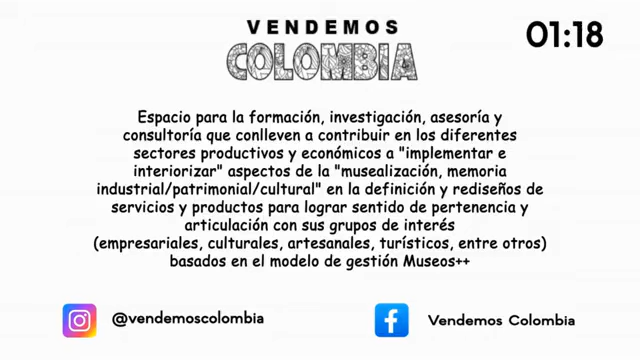 VENDEMOS
COLOMBIA
01:18
Espacio para la formación, investigación, asesoría y
consultoría que conlleven a contribuir en los diferentes
sectores productivos y económicos a "implementar e
interiorizar" aspectos de la "musealización, memoria
industrial/patrimonial/cultural" en la definición y rediseños de
servicios y productos para lograr sentido de pertenencia y
articulación con sus grupos de interés
(empresariales, culturales, artesanales, turísticos, entre otros)
basados en el modelo de gestión Museos++
@vendemoscolombia
Vendemos Colombia